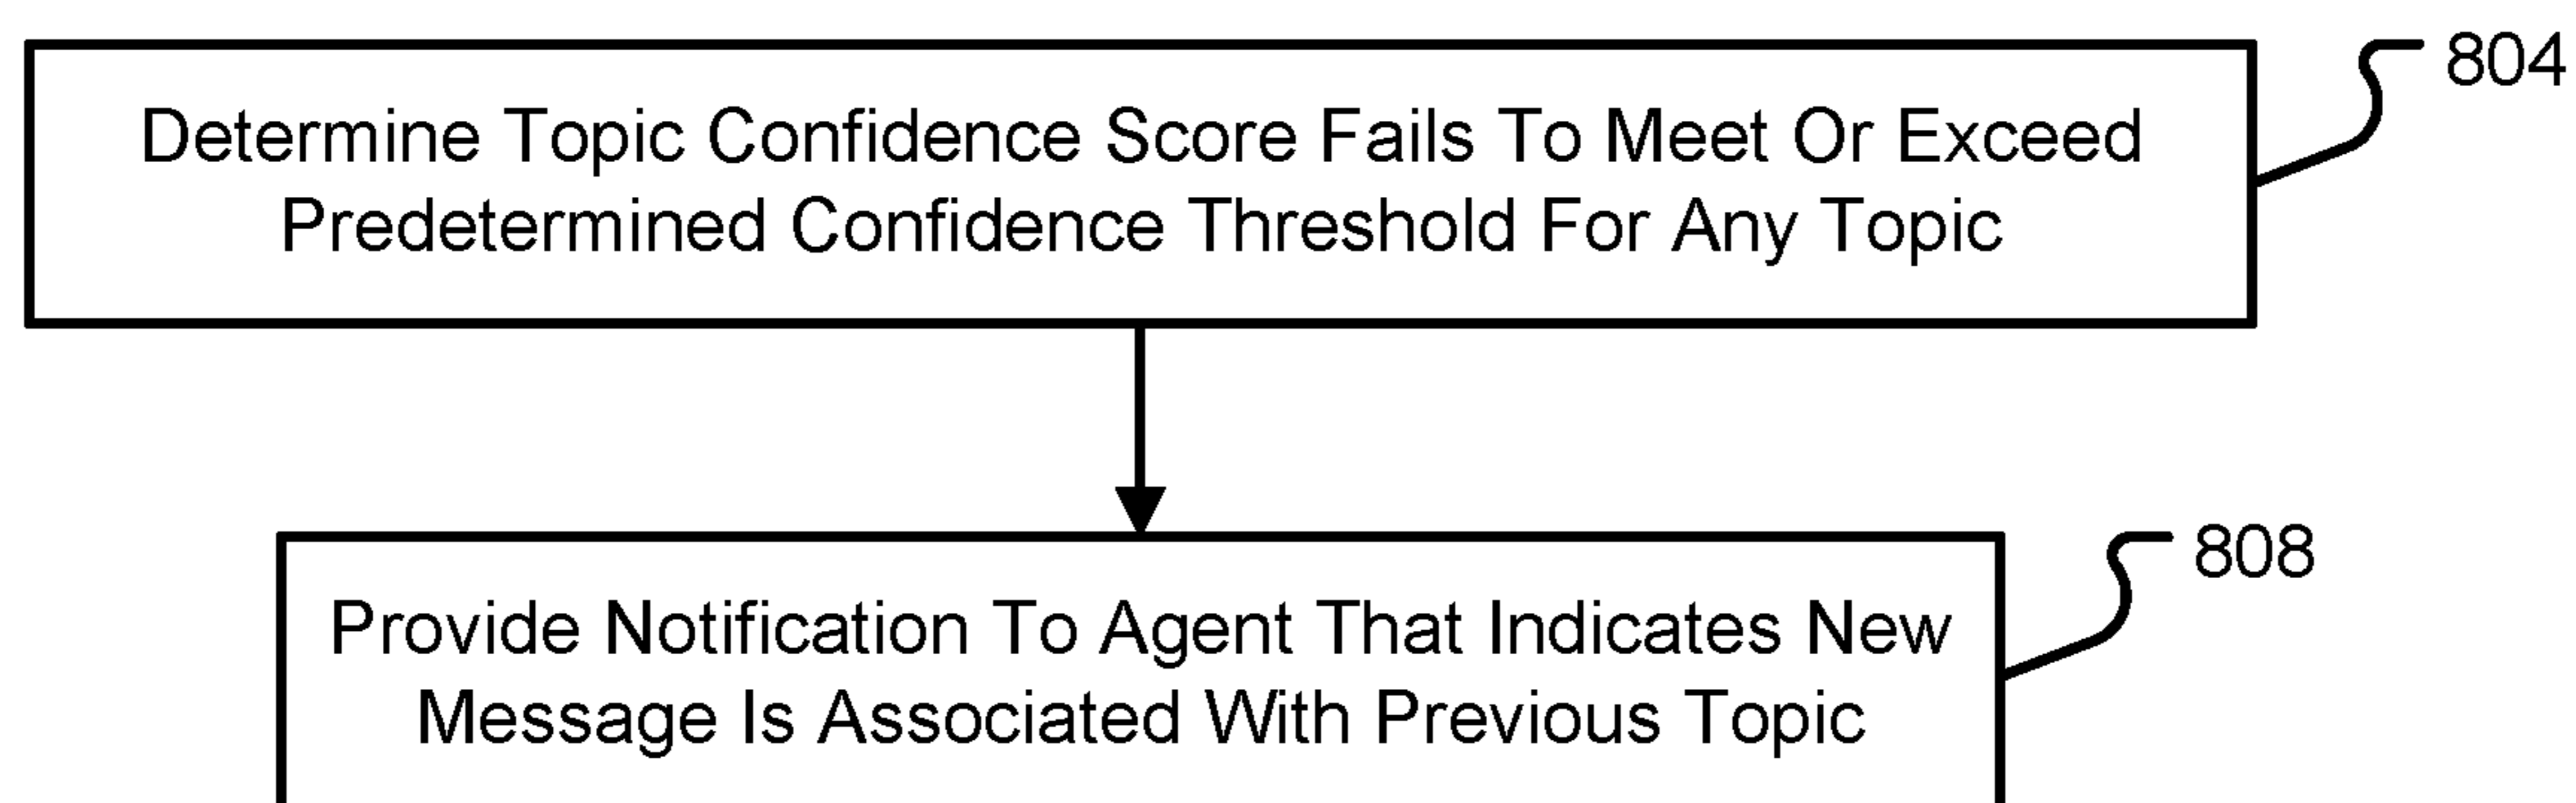 804
Determine Topic Confidence Score Fails To Meet Or Exceed
Predetermined Confidence Threshold For Any Topic
808
Provide Notification To Agent That Indicates New
Message Is Associated With Previous Topic